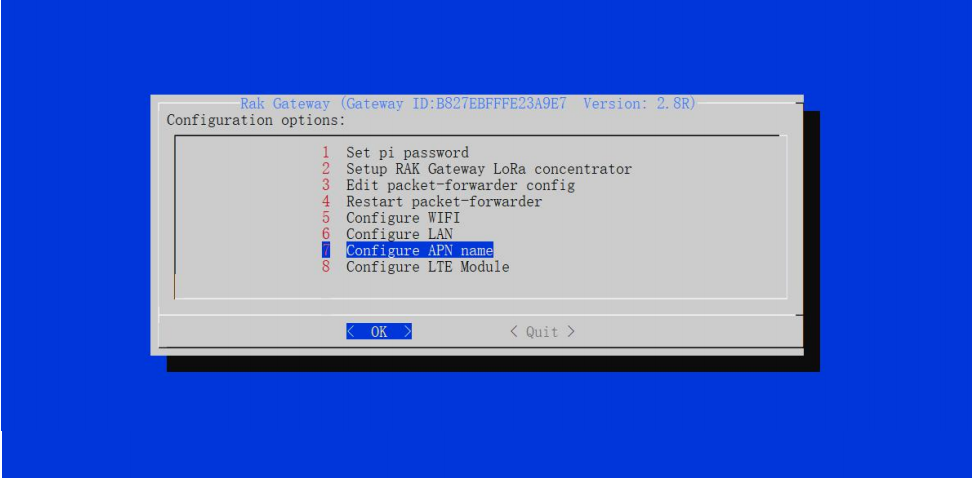 Rak Gateway (Gateway ID:B827EBFFFE23A9E7 Version: 2.8R)
Configuration options:
1 Set pi password
2 Setup RAK Gateway LoRa concentrator
3 Edit packet-forwarder config
4 Restart packet-forwarder
5 Configure WIFI
6 Configure LAN
7 Configure APN name
8 Configure LTE Module
< OK > < Quit >